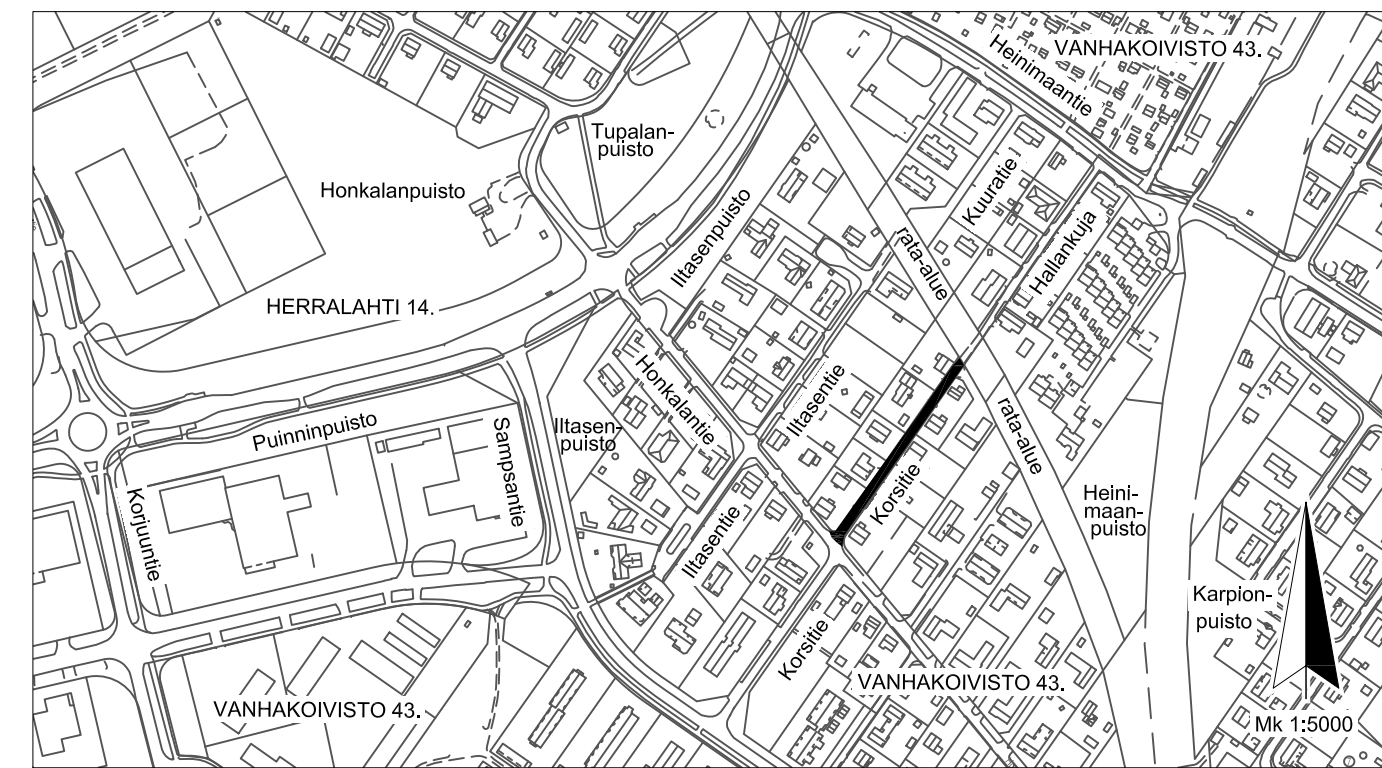 VANHAKOIVISTO 43.
Heinimaantie
Tupalan-
puisto
Honkalanpuisto
Kuuratie
Iltasenpuisto
Hallankuja
rata-alue
HERRALAHTI 14.
Honkalantie
Iltasentie
Puinninpuisto
Sampsantie
Iltasen-
puisto
rata-alue
Korsitie
Korjuuntie
Heini-
maan-
puisto
Iltasentie
Karpion-
puisto
Korsitie
VANHAKOIVISTO 43.
VANHAKOIVISTO 43.
Mk 1:5000